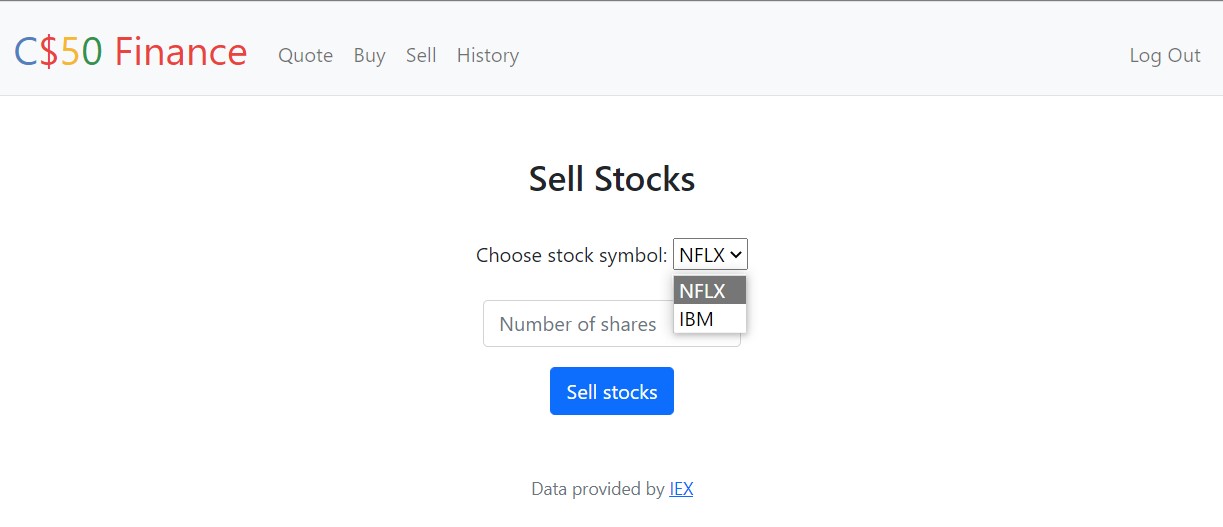 C$50 Finance Quote Buy Sell History Log Out
Sell Stocks
Choose stock symbol: NFLX
NFLX
IBM
Number of shares
Sell stocks
Data provided by IEX